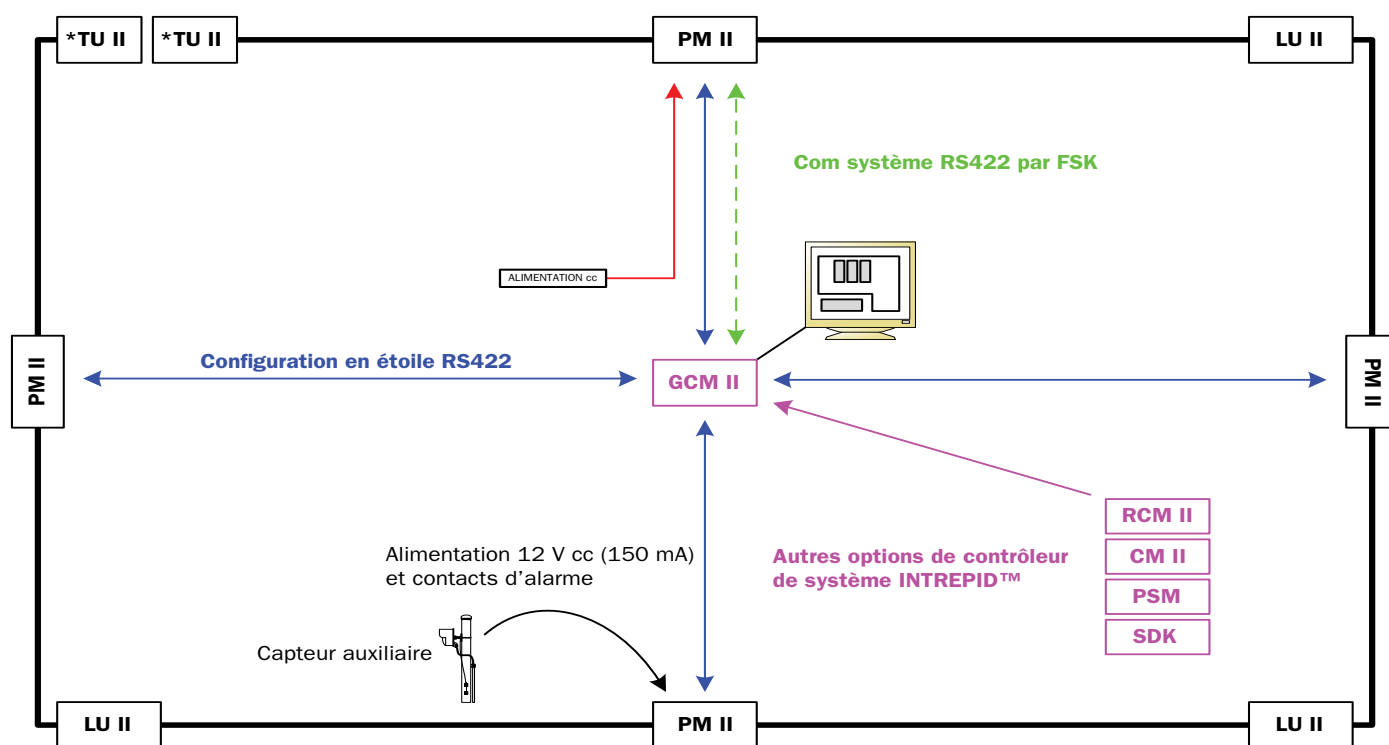 *TU II
*TU II
PM II
LU II
Com système RS422 par FSK
ALIMENTATION cc
PM II
Configuration en étoile RS422
GCM II
PM II
RCM II
CM II
PSM
SDK
Alimentation 12 V cc (150 mA)
et contacts d'alarme
Autres options de contrôleur
de système INTREPID™
Capteur auxiliaire
LU II
PM II
LU II